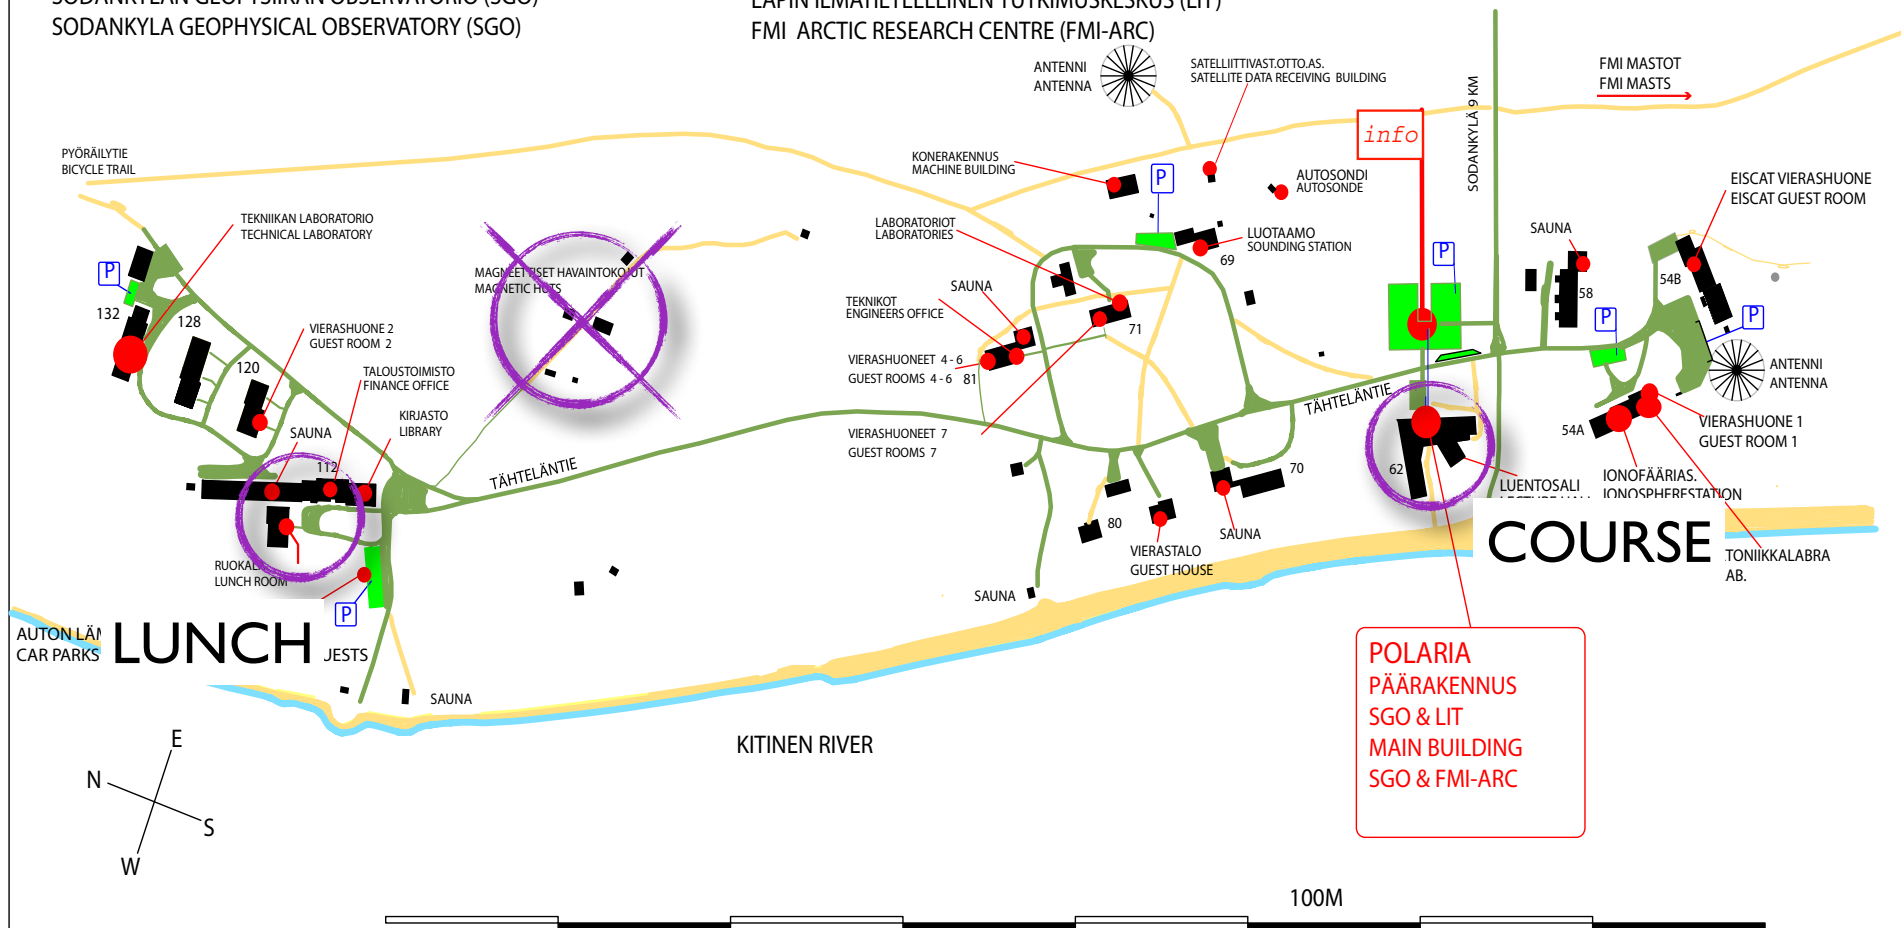 SODANKYLÄN GEOFYSIIKAN OBSERVATORIO (SGO)
SODANKYLA GEOPHYSICAL OBSERVATORY (SGO)
LAPIN ILMATIETEELLINEN TUTKIMUSKESKUS (LIT)
FMI ARCTIC RESEARCH CENTRE (FMI-ARC)
ANTENNI
ANTENNA
SATELLIITTIVAST.OTTO.AS.
SATELLITE DATA RECEIVING BUILDING
FMI MASTOT
FMI MASTS
SODANKYLÄ 9 KM
info
PYÖRÄILYTIE
BICYCLE TRAIL
KONERAKENNUS
MACHINE BUILDING
P
AUTOSONDI
AUTOSONDE
EISCAT VIERASHUONE
EISCAT GUEST ROOM
TEKNIIKAN LABORATORIO
TECHNICAL LABORATORY
LABORATORIOT
LABORATORIES
LUOTAAMO
SOUNDING STATION
69
P
SAUNA
58
54B
P
132
128
MAGNEETTISET HAVAINTOKOJUT
MAGNETIC HUTS
SAUNA
TEKNIKOT
ENGINEERS OFFICE
71
P
P
VIERASHUONE 2
GUEST ROOM 2
120
TALOUSTOIMISTO
FINANCE OFFICE
VIERASHUONEET 4 - 6
GUEST ROOMS 4 - 6
81
ANTENNI
ANTENNA
KIRJASTO
LIBRARY
SAUNA
112
TÄHTELÄNTIE
TÄHTELÄNTIE
VIERASHUONEET 7
GUEST ROOMS 7
70
62
54A
VIERASHUONE 1
GUEST ROOM 1
LUENTOSALI
IONOFÄÄRIAS.
IONOSPHERESTATION
COURSE
80
SAUNA
VIERASTALO
GUEST HOUSE
TONIIKKALABRA
AB.
LUNCH ROOM
P
SAUNA
AUTON
CAR PARKS
LUNCH
JESTS
SAUNA
POLARIA
PÄÄRAKENNUS
SGO & LIT
MAIN BUILDING
SGO & FMI-ARC
KITINEN RIVER
E
N
S
W
100M